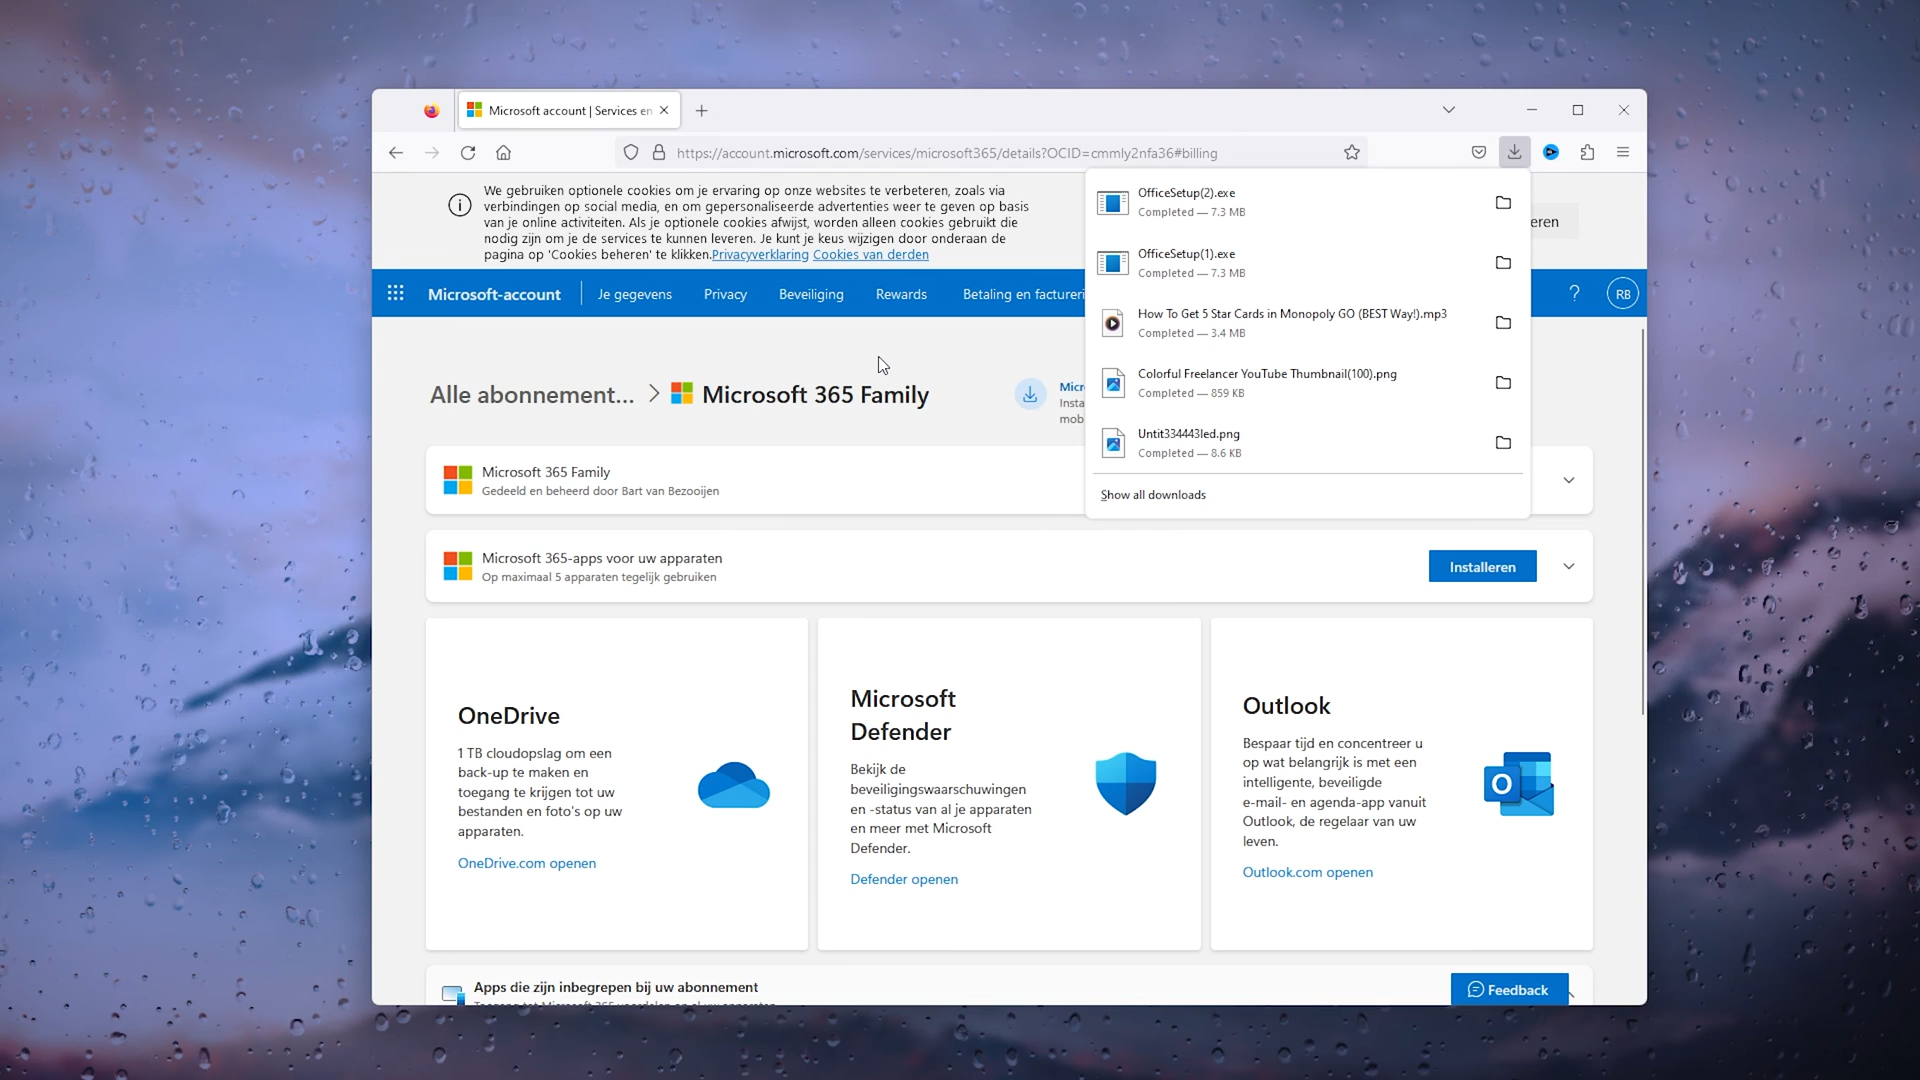 Microsoft account | Services en
https://account.microsoft.com/services/microsoft365/details?OCID=cmmly2nfa36#billing
We gebruiken optionele cookies om je ervaring op onze websites te verbeteren, zoals via
verbindingen op social media, en om gepersonaliseerde advertenties weer te geven op basis
van je online activiteiten. Als je optionele cookies afwijst, worden alleen cookies gebruikt die
nodig zijn om je de services te kunnen leveren. Je kunt je keus wijzigen door onderaan de
pagina op 'Cookies beheren' te klikken.Privacyverklaring Cookies van derden
eren
OfficeSetup(2).exe
Completed — 7.3 MB
OfficeSetup(1).exe
Completed — 7.3 MB
How To Get 5 Star Cards in Monopoly GO (BEST Way!).mp3
Completed — 3.4 MB
Colorful Freelancer YouTube Thumbnail(100).png
Completed — 859 KB
Untit334443led.png
Completed — 8.6 KB
Show all downloads
Microsoft-account Je gegevens Privacy Beveiliging Rewards Betaling en factureri ? RB
Alle abonnement... > Microsoft 365 Family
Micr
Insta
mob
Microsoft 365 Family
Gedeeld en beheerd door Bart van Bezooijen
Microsoft 365-apps voor uw apparaten
Op maximaal 5 apparaten tegelijk gebruiken
Installeren
OneDrive
1 TB cloudopslag om een
back-up te maken en
toegang te krijgen tot uw
bestanden en foto's op uw
apparaten.
OneDrive.com openen
Microsoft
Defender
Bekijk de
beveiligingswaarschuwingen
en -status van al je apparaten
en meer met Microsoft
Defender.
Defender openen
Outlook
Bespaar tijd en concentreer u
op wat belangrijk is met een
intelligente, beveiligde
e-mail- en agenda-app vanuit
Outlook, de regelaar van uw
leven.
Outlook.com openen
Apps die zijn inbegrepen bij uw abonnement
Feedback